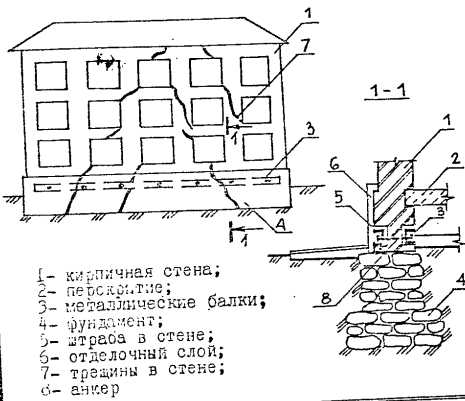 1
7
3
1
1
4
1-1
1
6
2
5
3
8
4
1- кирпичная стена;
2- перекрытие;
3- металлические балки;
4- фундамент;
5- штраба в стене;
6- отделочный слой;
7- трещины в стене;
8- анкер